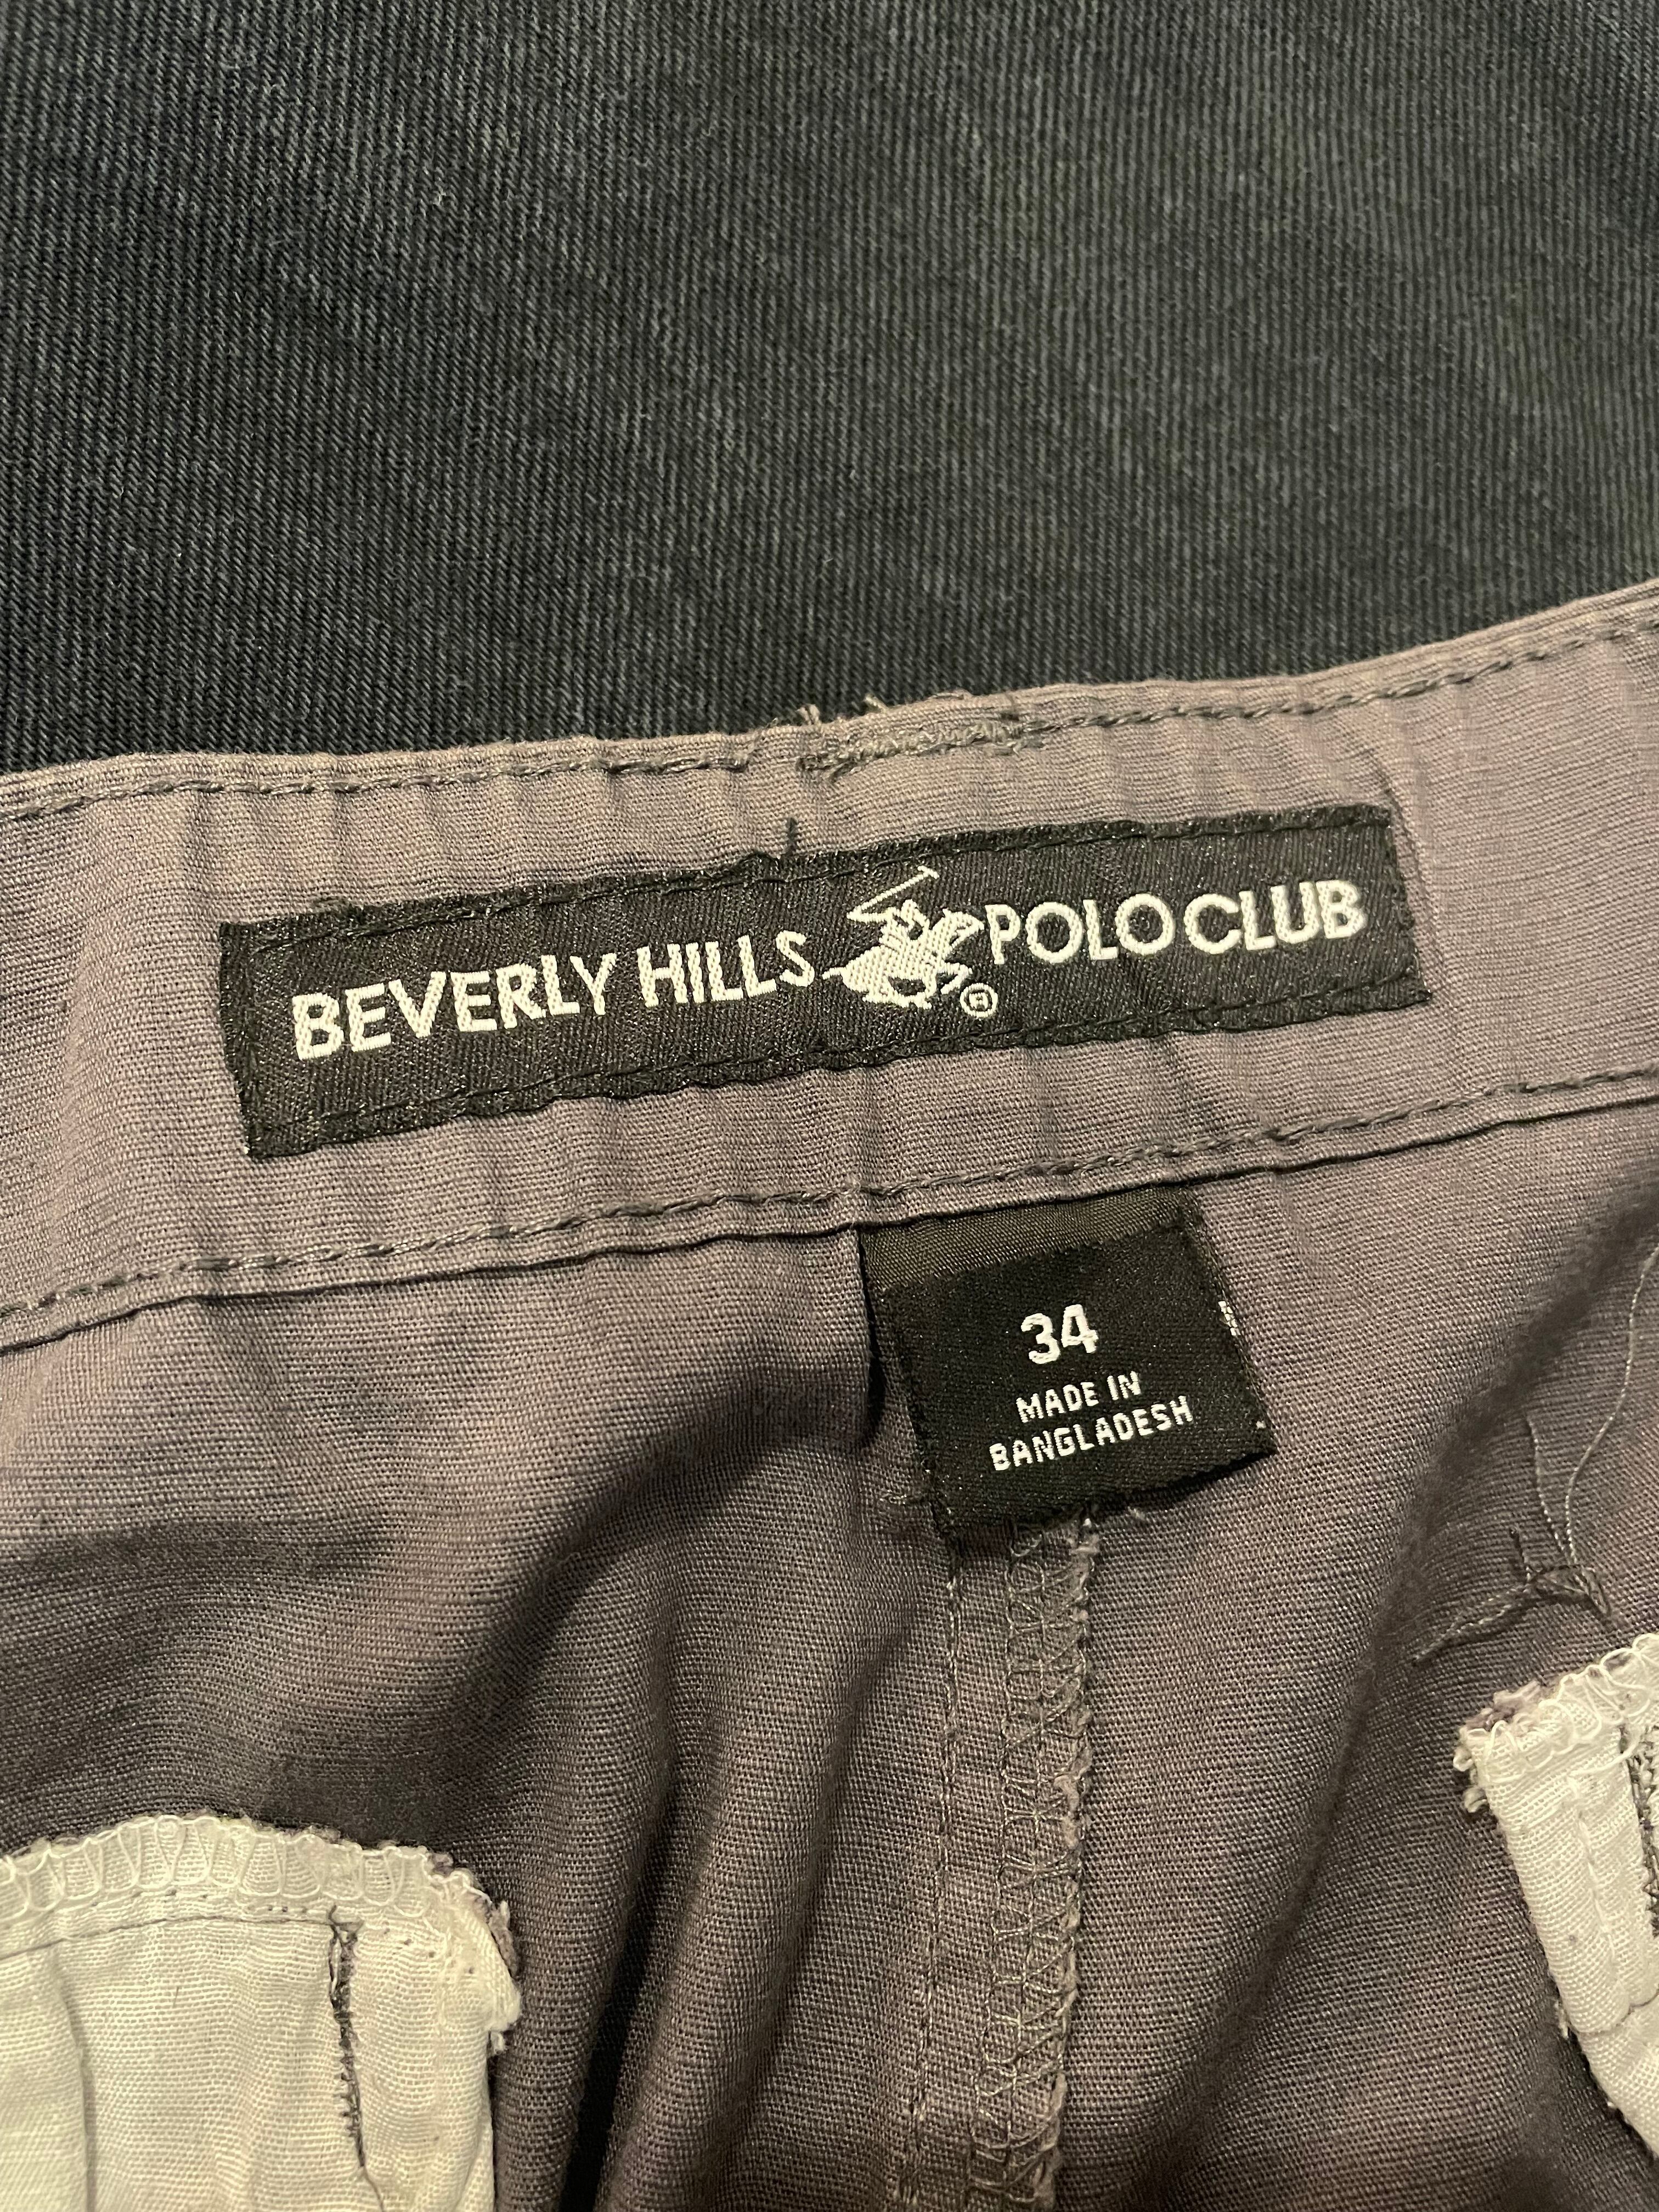 BEVERLY HILLS POLO CLUB
®
34
MADE IN
BANGLADESH